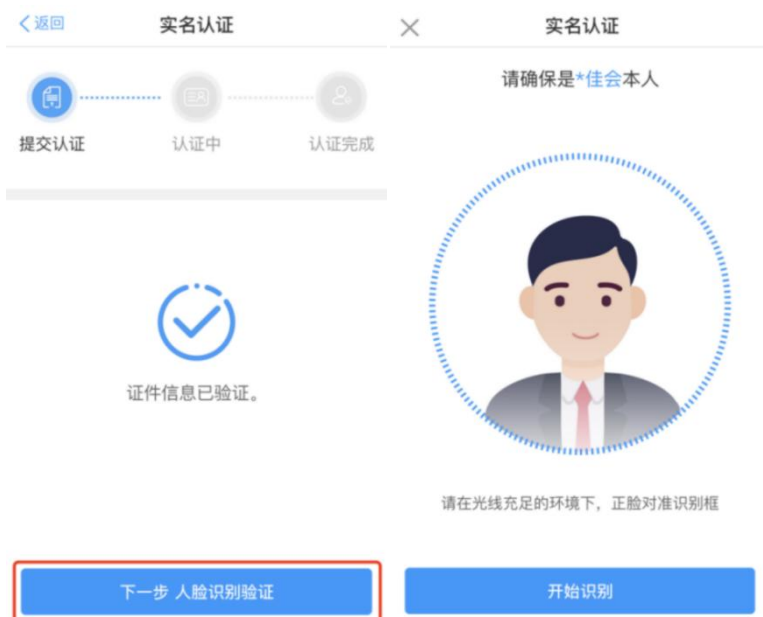 返回
实名认证
提交认证
认证中
认证完成
证件信息已验证。
下一步 人脸识别验证
实名认证
请确保是*佳会本人
请在光线充足的环境下，正脸对准识别框
开始识别